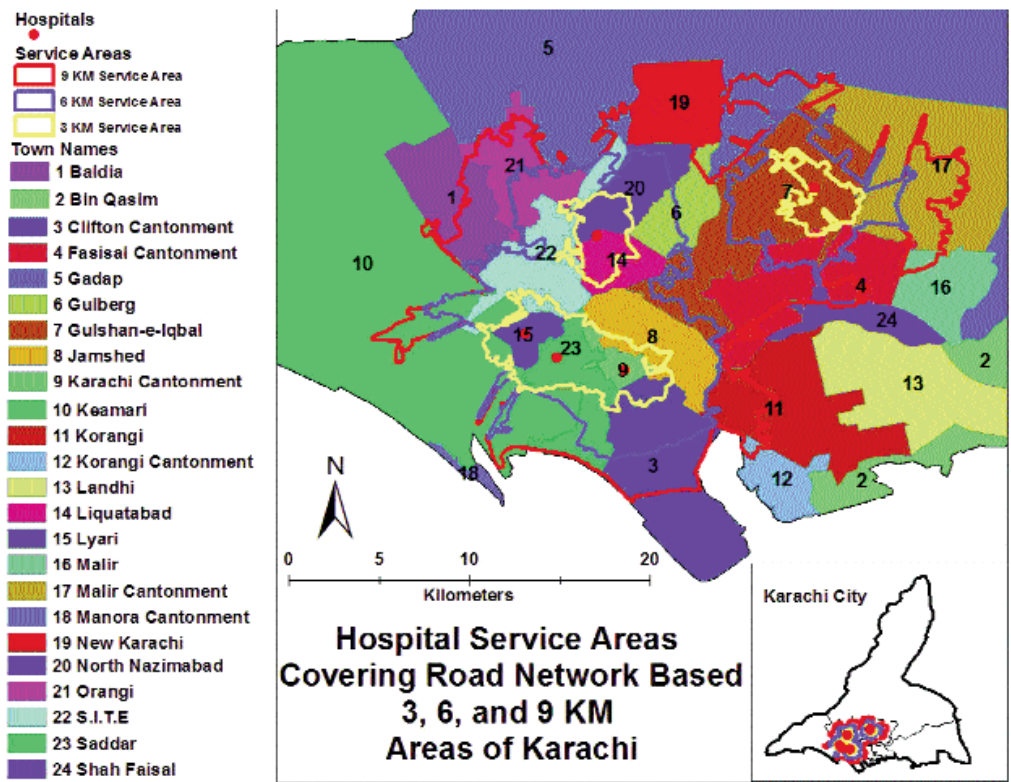 Hospitals
Service Areas
9 KM Service Area
6 KM Service Area
3 KM Service Area
Town Names
1 Baldia
2 Bin Qasim
3 Clifton Cantonment
4 Fasisal Cantonment
5 Gadap
6 Gulberg
7 Gulshan-e-Iqbal
8 Jamshed
9 Karachi Cantonment
10 Keamari
11 Korangi
12 Korangi Cantonment
13 Landhi
14 Liquatabad
15 Lyari
16 Malir
17 Malir Cantonment
18 Manora Cantonment
19 New Karachi
20 North Nazimabad
21 Orangi
22 S.I.T.E
23 Saddar
24 Shah Faisal
5
19
21
17
20
7
1
6
22
10
14
4
16
24
15
8
23
2
9
13
11
3
18
12
2
N
0 10 20
Kilometers
Hospital Service Areas
Covering Road Network Based
3, 6, and 9 KM
Areas of Karachi
Karachi City